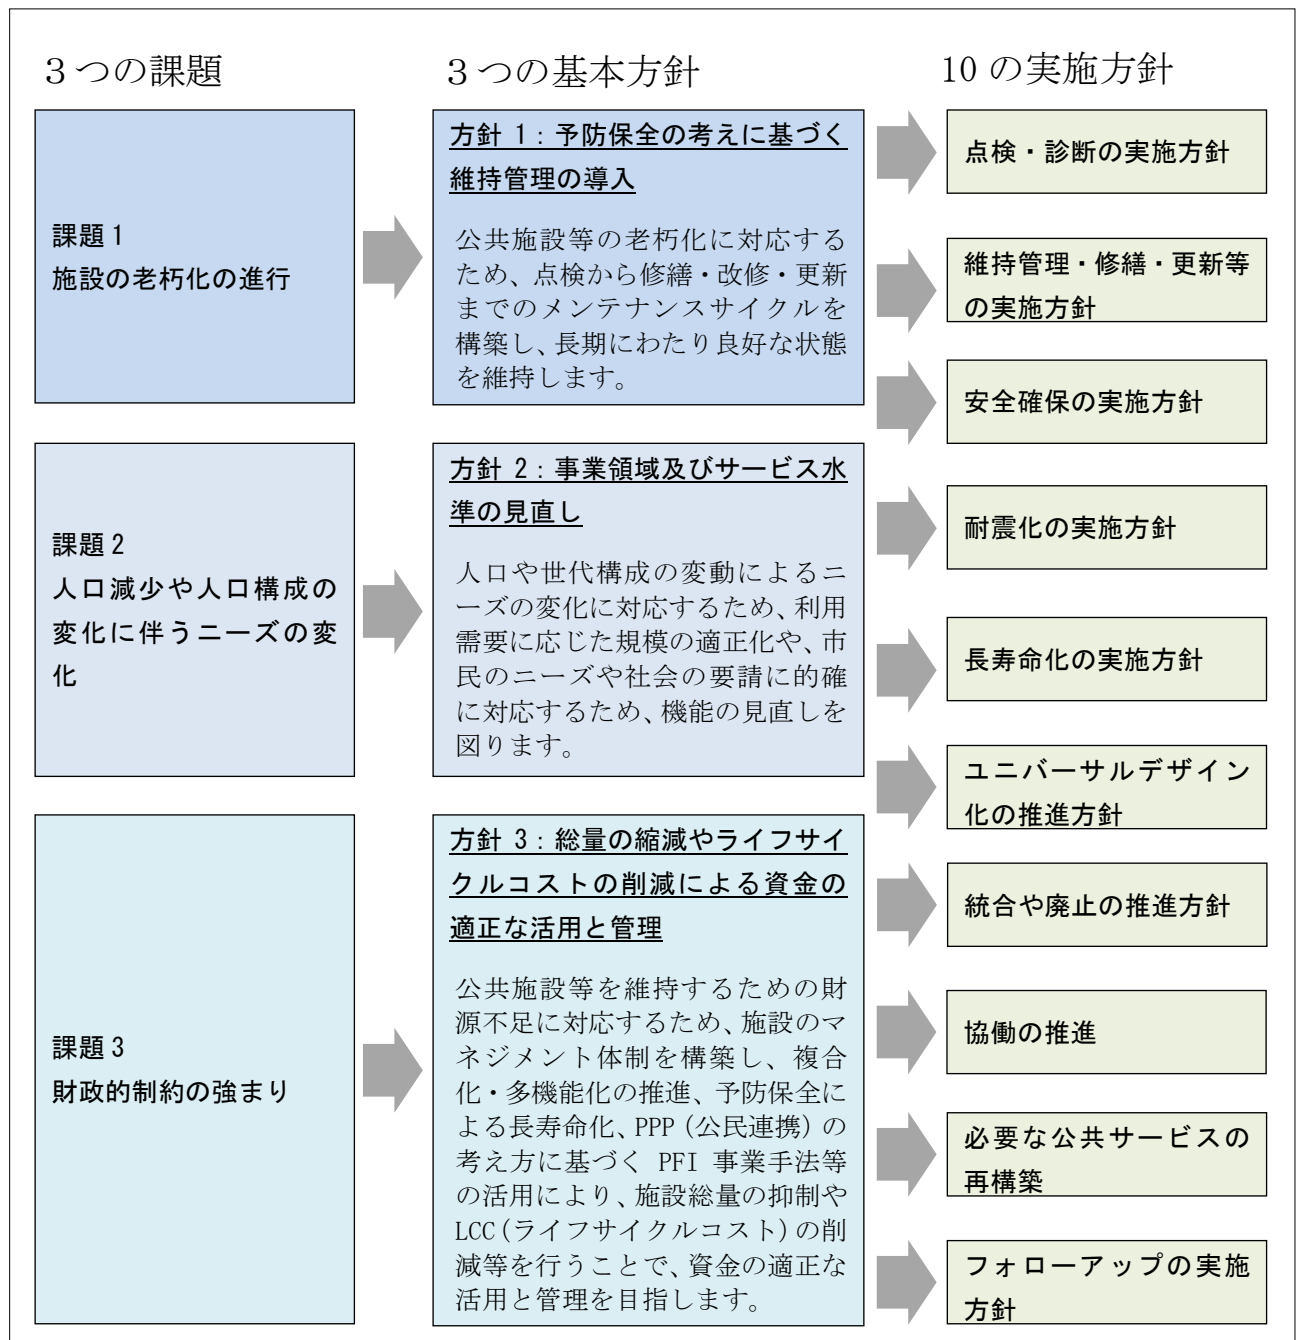 ３つの課題
３つの基本方針
10 の実施方針
課題１
施設の老朽化の進行
課題２
人口減少や人口構成の
変化に伴うニーズの変
化
課題３
財政的制約の強まり
方針 1：予防保全の考えに基づく
維持管理の導入
公共施設等の老朽化に対応する
ため、点検から修繕・改修・更新
までのメンテナンスサイクルを
構築し、長期にわたり良好な状態
を維持します。
方針 2：事業領域及びサービス水
準の見直し
人口や世代構成の変動によるニ
ーズの変化に対応するため、利用
需要に応じた規模の適正化や、市
民のニーズや社会の要請に的確
に対応するため、機能の見直しを
図ります。
方針 3：総量の縮減やライフサイ
クルコストの削減による資金の
適正な活用と管理
公共施設等を維持するための財
源不足に対応するため、施設のマ
ネジメント体制を構築し、複合
化・多機能化の推進、予防保全に
よる長寿命化、PPP（公民連携）の
考え方に基づく PFI 事業手法等
の活用により、施設総量の抑制や
LCC（ライフサイクルコスト）の削
減等を行うことで、資金の適正な
活用と管理を目指します。
点検・診断の実施方針
維持管理・修繕・更新等
の実施方針
安全確保の実施方針
耐震化の実施方針
長寿命化の実施方針
ユニバーサルデザイン
化の推進方針
統合や廃止の推進方針
協働の推進
必要な公共サービスの
再構築
フォローアップの実施
方針